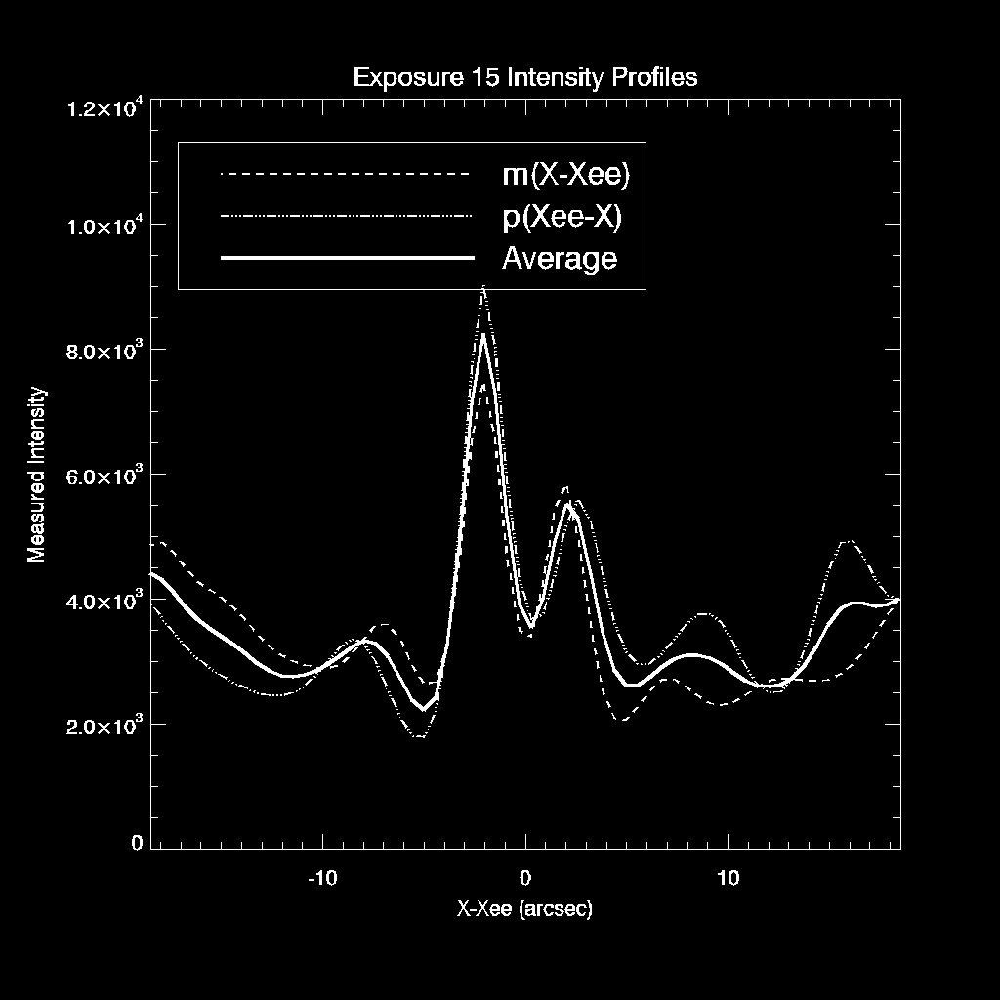 Exposure 15 Intensity Profiles
1.2×10⁴
m(X-Xee)
p(Xee-X)
1.0×10⁴
Average
8.0×10³
Measured Intensity
6.0×10³
4.0×10³
2.0×10³
0
-10 0 10
X-Xee (arcsec)